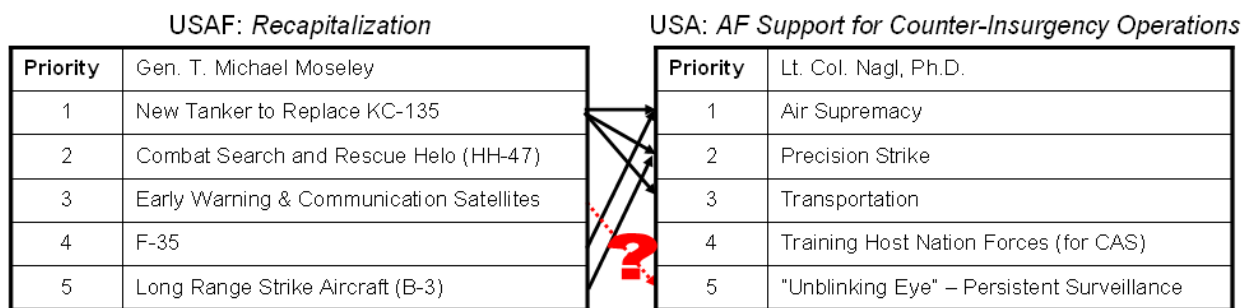 USAF: Recapitalization
Priority Gen. T. Michael Moseley
1 New Tanker to Replace KC-135
2 Combat Search and Rescue Helo (HH-47)
3 Early Warning & Communication Satellites
4 F-35
5 Long Range Strike Aircraft (B-3)
?
USA: AF Support for Counter-Insurgency Operations
Priority Lt. Col. Nagl, Ph.D.
1 Air Supremacy
2 Precision Strike
3 Transportation
4 Training Host Nation Forces (for CAS)
5 "Unblinking Eye" – Persistent Surveillance